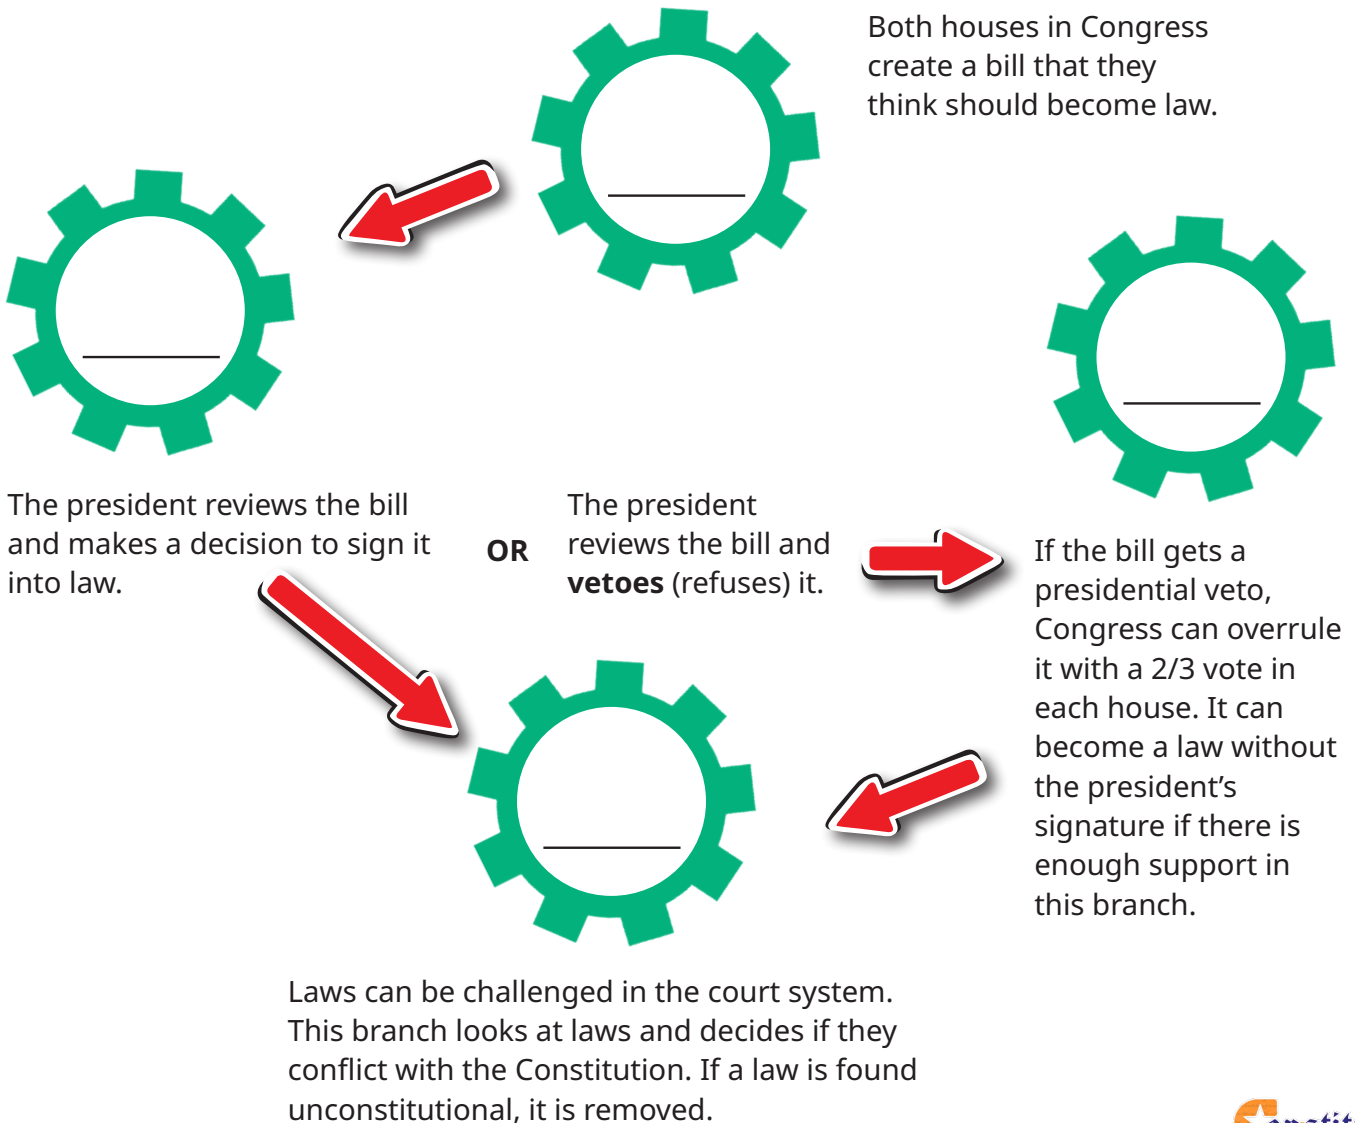 Both houses in Congress
create a bill that they
think should become law.
The president reviews the bill
and makes a decision to sign it
into law.
OR
The president
reviews the bill and
vetoes (refuses) it.
If the bill gets a
presidential veto,
Congress can overrule
it with a 2/3 vote in
each house. It can
become a law without
the president’s
signature if there is
enough support in
this branch.
Laws can be challenged in the court system.
This branch looks at laws and decides if they
conflict with the Constitution. If a law is found
unconstitutional, it is removed.